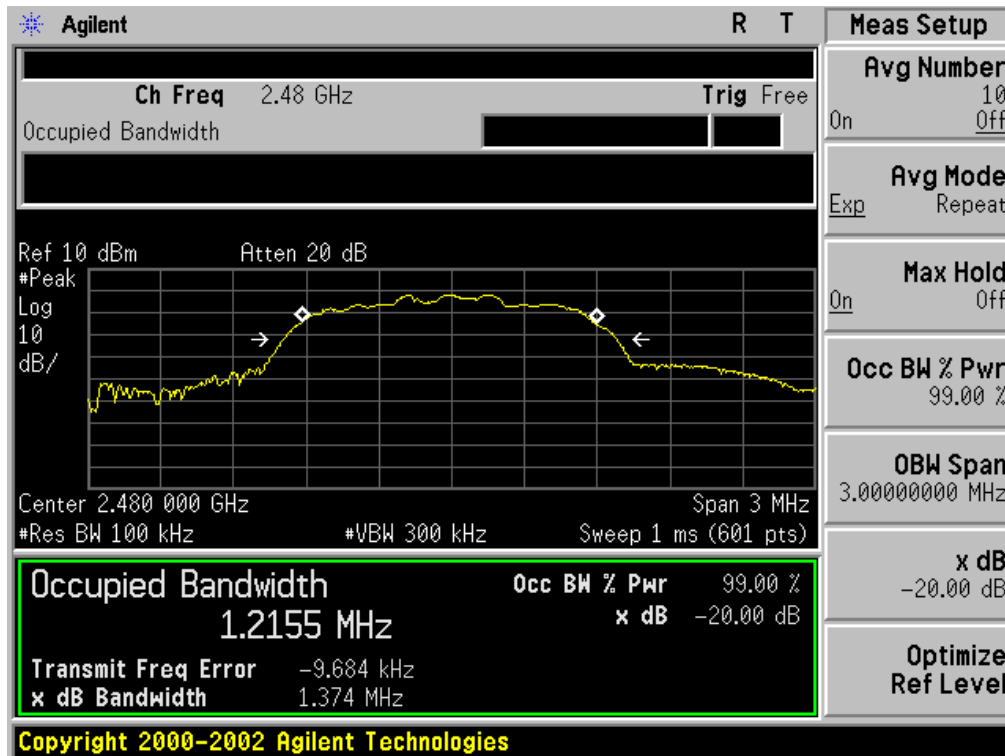 Agilent R T
Ch Freq 2.48 GHz Trig Free
Occupied Bandwidth
Ref 10 dBm Atten 20 dB
#Peak
Log
10
dB/
Center 2.480 000 GHz Span 3 MHz
#Res BW 100 kHz #VBW 300 kHz Sweep 1 ms (601 pts)
Occupied Bandwidth
1.2155 MHz
Occ BW % Pwr 99.00 %
x dB -20.00 dB
Transmit Freq Error -9.684 kHz
x dB Bandwidth 1.374 MHz
Copyright 2000-2002 Agilent Technologies
Meas Setup
Avg Number
10
On Off
Avg Mode
Exp Repeat
Max Hold
On Off
Occ BW % Pwr
99.00 %
OBW Span
3.00000000 MHz
x dB
-20.00 dB
Optimize
Ref Level